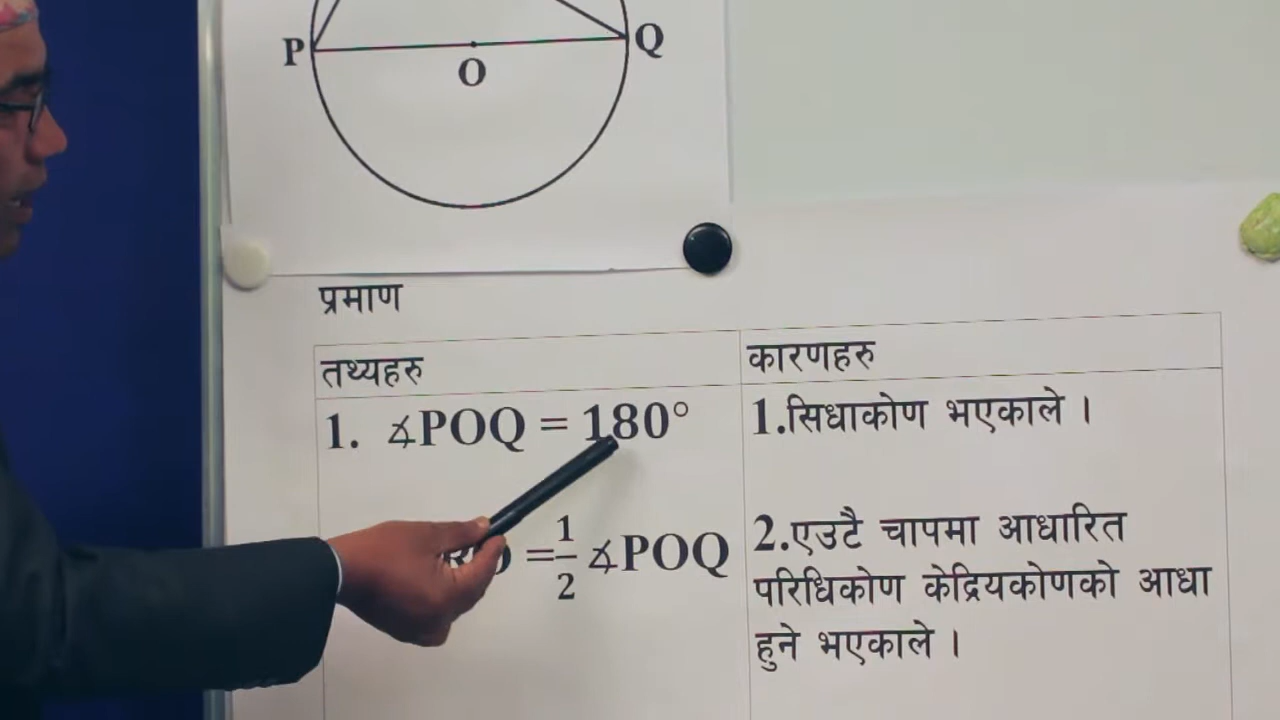 P
Q
O
प्रमाण
तथ्यहरु
कारणहरु
1. ∡POQ = 180°
1.सिधाकोण भएकाले ।
= 1/2 ∡POQ
2.एउटै चापमा आधारित
परिधिकोण केद्रियकोणको आधा
हुने भएकाले ।